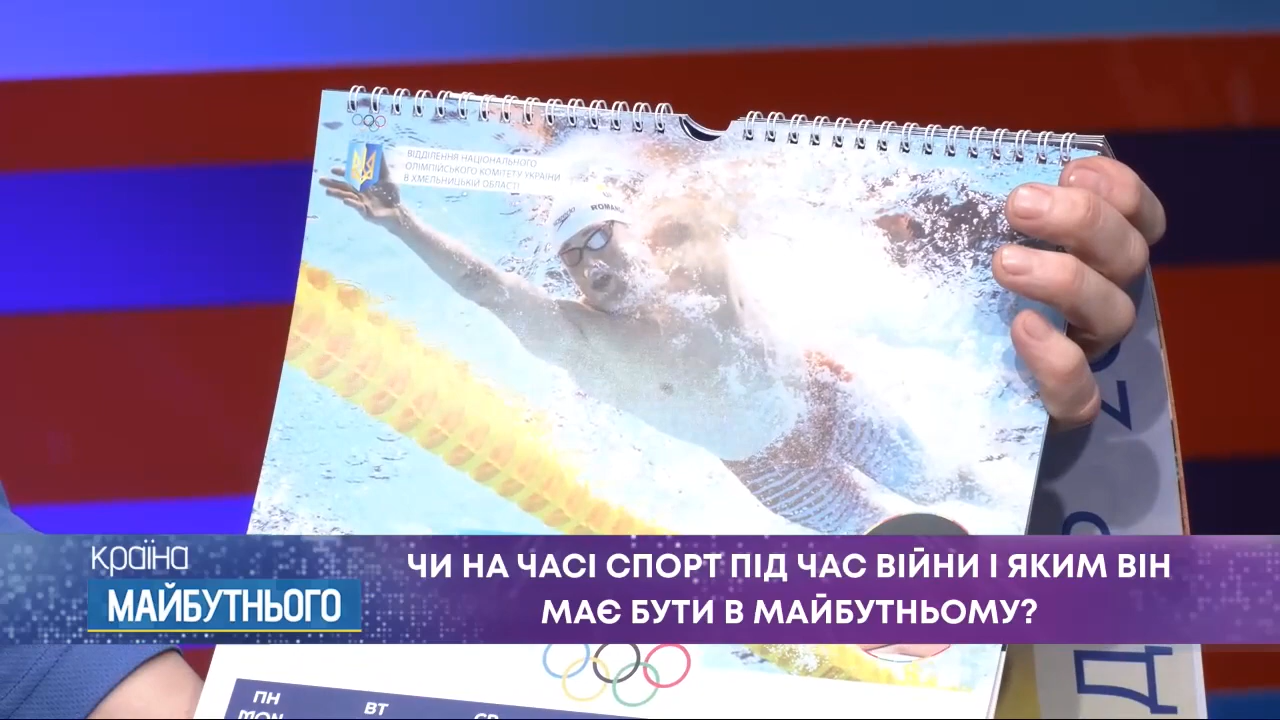 ВІДДІЛЕННЯ НАЦІОНАЛЬНОГО
ОЛІМПІЙСЬКОГО КОМІТЕТУ УКРАЇНИ
В ХМЕЛЬНИЦЬКІЙ ОБЛАСТІ
країна
МАЙБУТНЬОГО
ЧИ НА ЧАСІ СПОРТ ПІД ЧАС ВІЙНИ І ЯКИМ ВІН
МАЄ БУТИ В МАЙБУТНЬОМУ?
ПН
MON
ВТ
СР